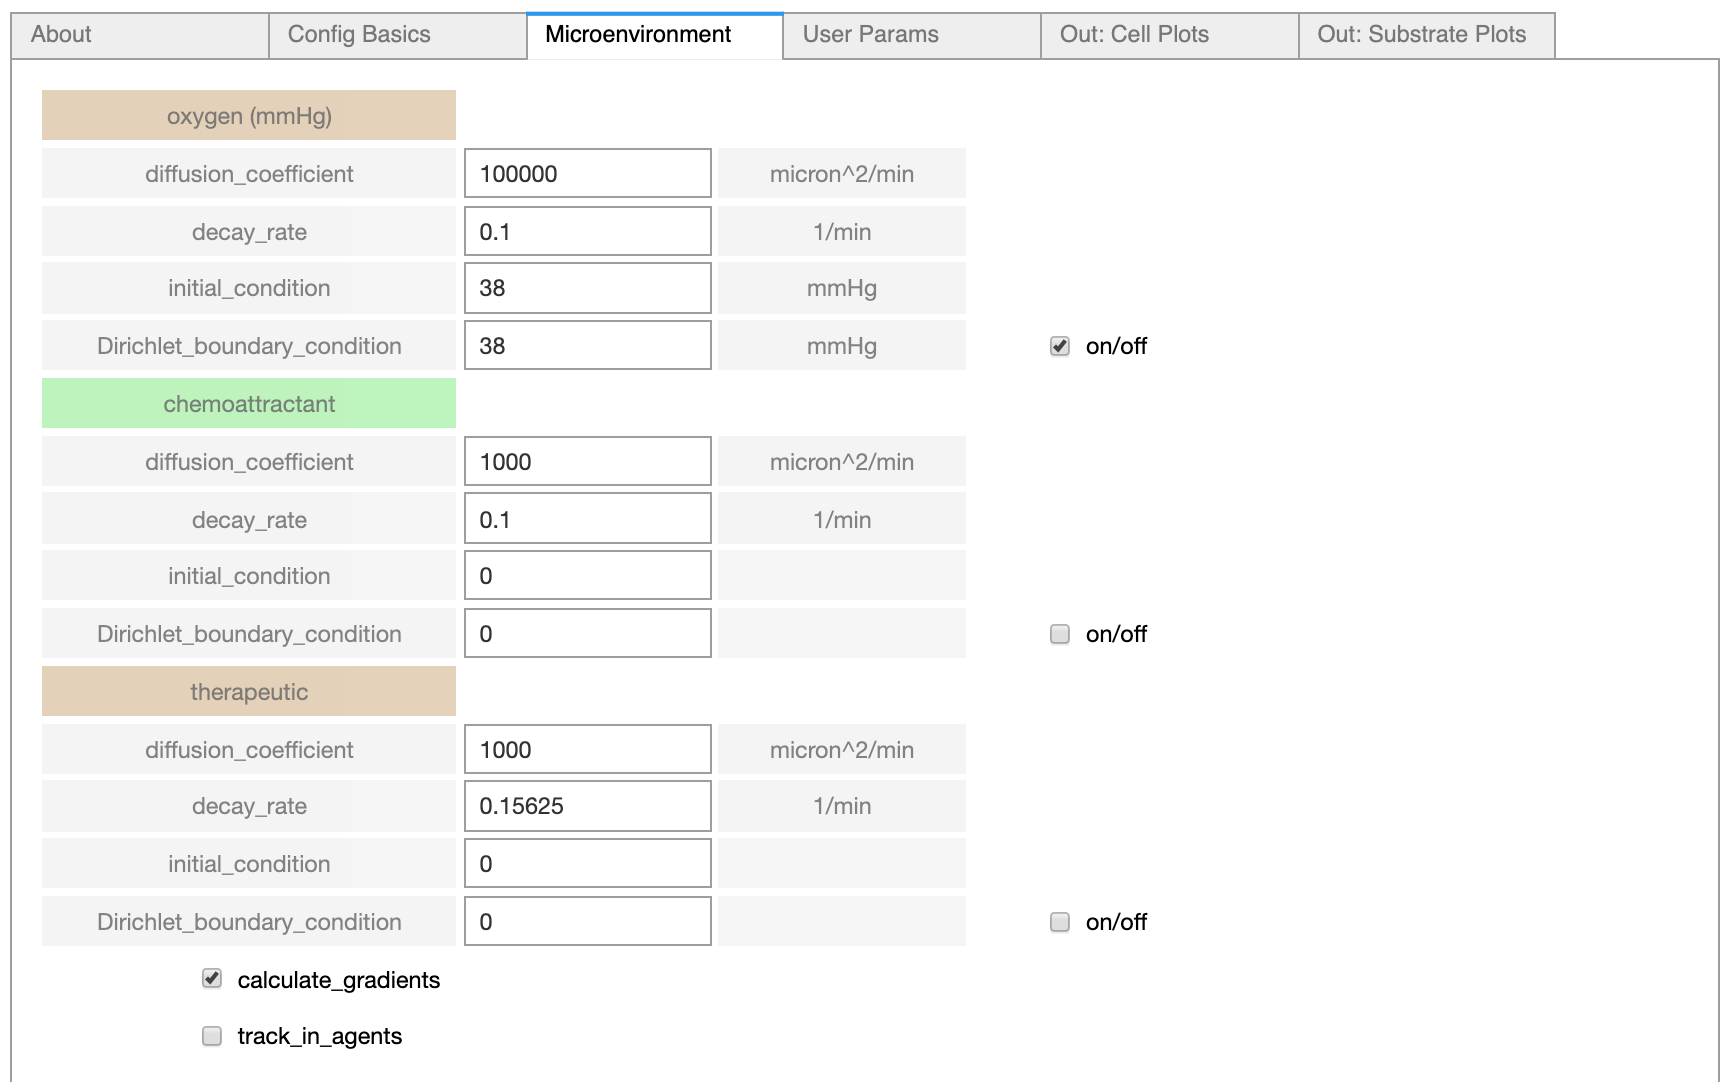 About Config Basics Microenvironment User Params Out: Cell Plots Out: Substrate Plots
oxygen (mmHg)
diffusion_coefficient 100000 micron^2/min
decay_rate 0.1 1/min
initial_condition 38 mmHg
Dirichlet_boundary_condition 38 mmHg on/off
chemoattractant
diffusion_coefficient 1000 micron^2/min
decay_rate 0.1 1/min
initial_condition 0
Dirichlet_boundary_condition 0 on/off
therapeutic
diffusion_coefficient 1000 micron^2/min
decay_rate 0.15625 1/min
initial_condition 0
Dirichlet_boundary_condition 0 on/off
calculate_gradients
track_in_agents